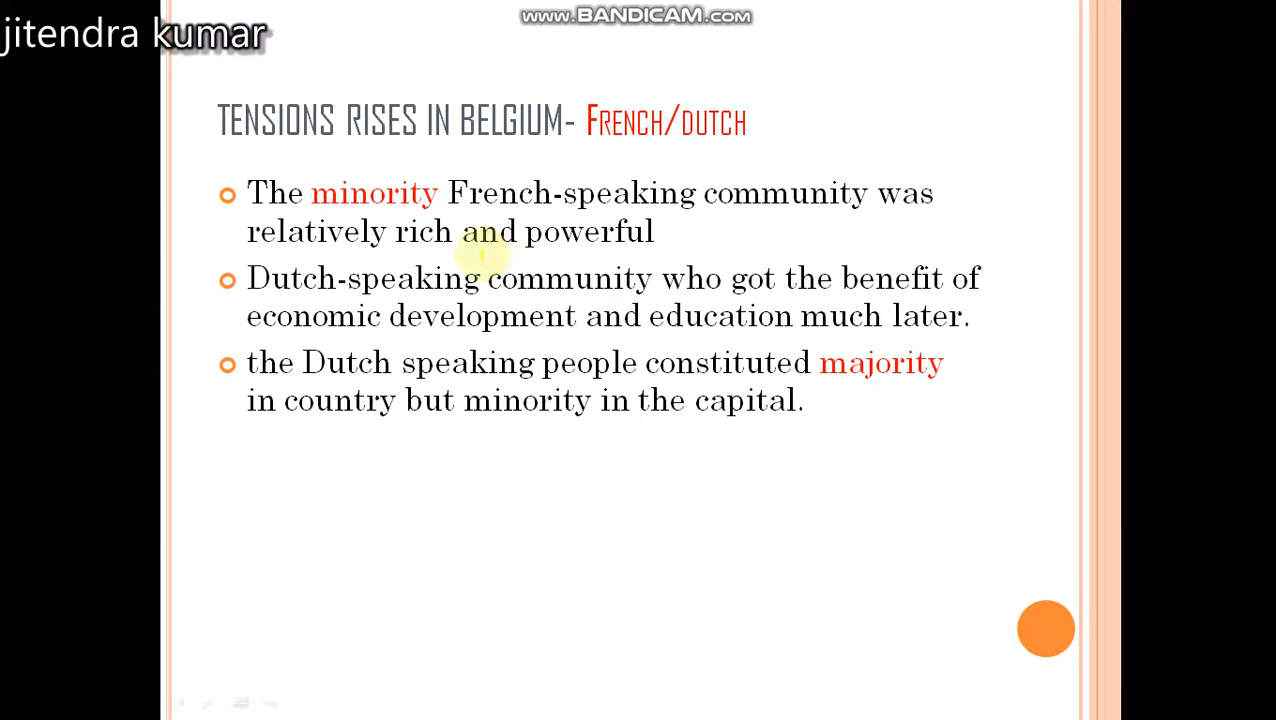 www.BANDICAM.com
jitendra kumar
TENSIONS RISES IN BELGIUM- FRENCH/DUTCH
The minority French-speaking community was
relatively rich and powerful
Dutch-speaking community who got the benefit of
economic development and education much later.
the Dutch speaking people constituted majority
in country but minority in the capital.